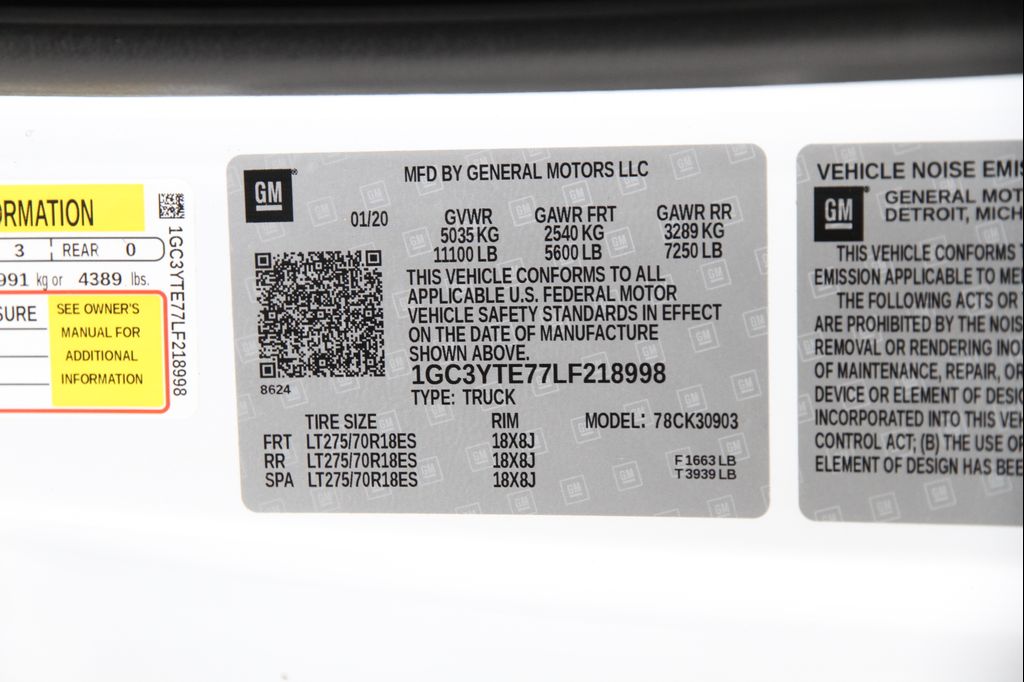 ORMATION
3 REAR 0
991 kg or 4389 lbs.
SURE
SEE OWNER'S
MANUAL FOR
ADDITIONAL
INFORMATION
1GC3YTE77LF218998
GM
MFD BY GENERAL MOTORS LLC
01/20 GVWR GAWR FRT GAWR RR
5035 KG 2540 KG 3289 KG
11100 LB 5600 LB 7250 LB
THIS VEHICLE CONFORMS TO ALL
APPLICABLE U.S. FEDERAL MOTOR
VEHICLE SAFETY STANDARDS IN EFFECT
ON THE DATE OF MANUFACTURE
SHOWN ABOVE.
1GC3YTE77LF218998
8624
TYPE: TRUCK
TIRE SIZE RIM MODEL: 78CK30903
FRT LT275/70R18ES 18X8J
RR LT275/70R18ES 18X8J F 1663 LB
SPA LT275/70R18ES 18X8J T 3939 LB
VEHICLE NOISE EMIS
GM
GENERAL MOT
DETROIT, MICH
THIS VEHICLE CONFORMS T
EMISSION APPLICABLE TO ME
THE FOLLOWING ACTS OR
ARE PROHIBITED BY THE NOIS
REMOVAL OR RENDERING INO
OF MAINTENANCE, REPAIR, OR
DEVICE OR ELEMENT OF DESIG
INCORPORATED INTO THIS VEH
CONTROL ACT; (B) THE USE OF
ELEMENT OF DESIGN HAS BEE